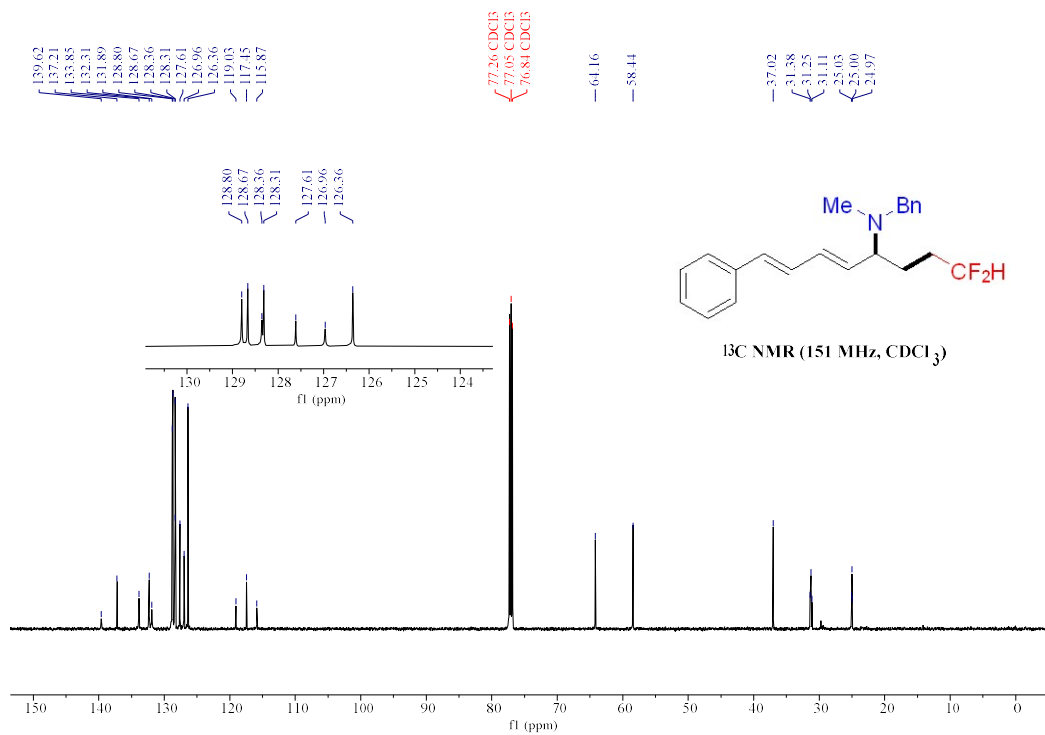 139.62
137.21
133.85
132.31
131.89
128.80
128.67
128.36
128.31
127.61
126.96
126.36
119.03
117.45
115.87
77.26 CDCl3
77.05 CDCl3
76.84 CDCl3
64.16
58.44
37.02
31.38
31.25
31.11
25.03
25.00
24.97
128.80
128.67
128.36
128.31
127.61
126.96
126.36
130 129 128 127 126 125 124
f1 (ppm)
Me Bn
N
CF2H
13C NMR (151 MHz, CDCl3)
150 140 130 120 110 100 90 80 70 60 50 40 30 20 10 0
f1 (ppm)